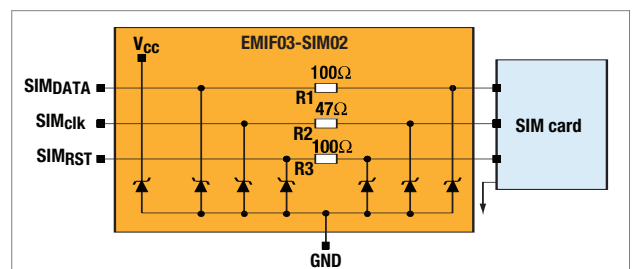 EMIF03-SIM02
VCC
100Ω
SIMDATA
R1
47Ω
SIMclk
R2
SIM card
100Ω
SIMRST
R3
GND